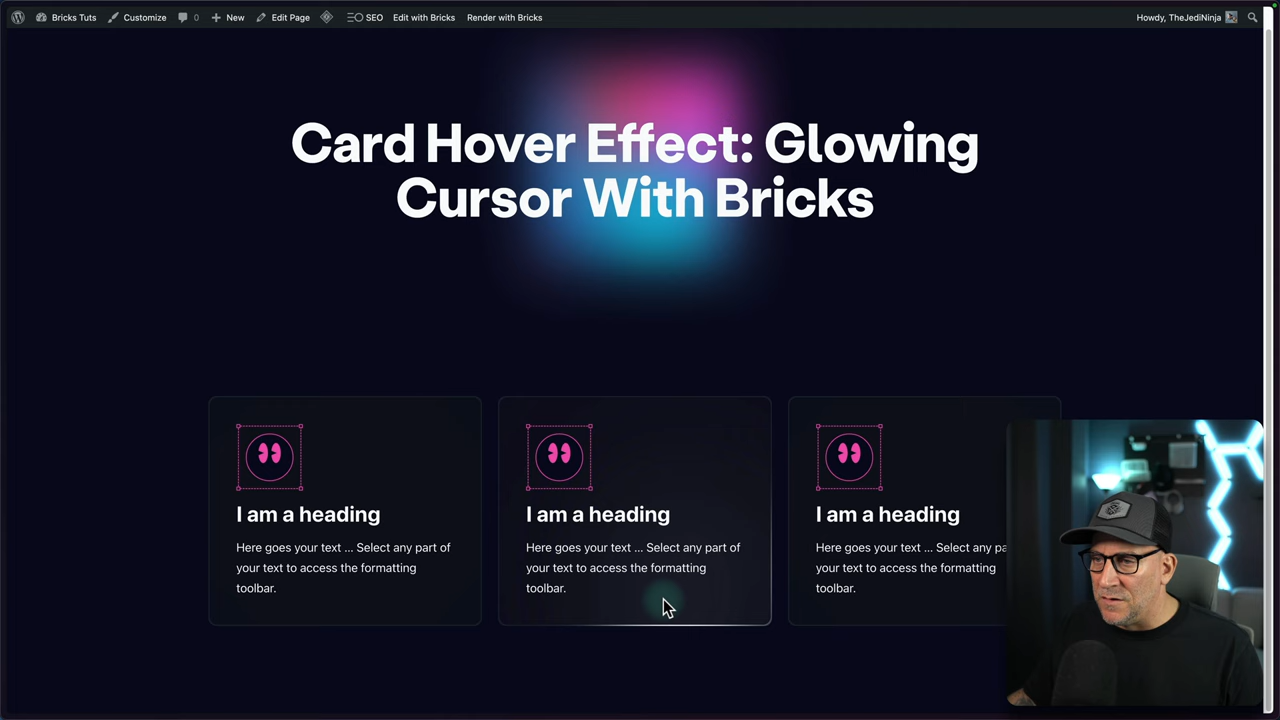 Bricks Tuts Customize 0 New Edit Page SEO Edit with Bricks Render with Bricks Howdy, TheJediNinja
Card Hover Effect: Glowing
Cursor With Bricks
I am a heading
Here goes your text ... Select any part of
your text to access the formatting
toolbar.
I am a heading
Here goes your text ... Select any part of
your text to access the formatting
toolbar.
I am a heading
Here goes your text ... Select any pa
your text to access the formatting
toolbar.